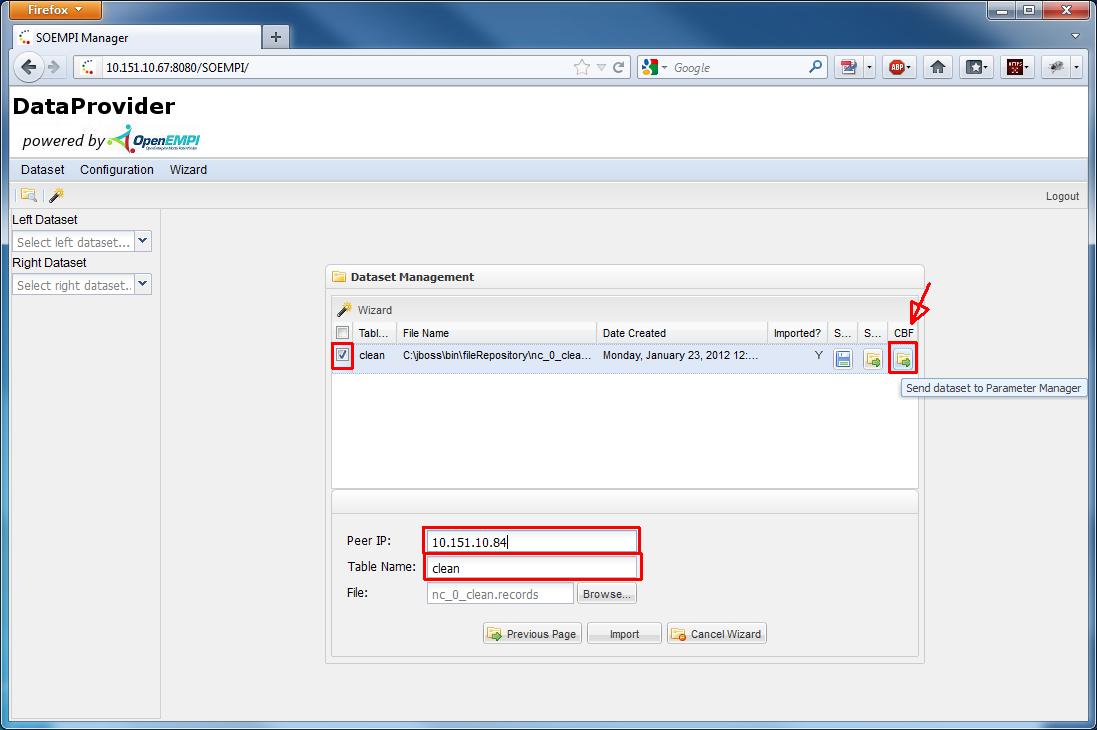 Firefox
SOEMPI Manager
10.151.10.67:8080/SOEMPI/
Google
ABP
HTTPS
DataProvider
powered by OpenEMPI
Dataset Configuration Wizard
Logout
Left Dataset
Select left dataset...
Right Dataset
Select right dataset..
Dataset Management
Wizard
Tabl... File Name Date Created Imported? S... S... CBF
clean C:\jboss\bin\fileRepository\nc_0_clea... Monday, January 23, 2012 12:... Y
Send dataset to Parameter Manager
Peer IP: 10.151.10.84
Table Name: clean
File: nc_0_clean.records Browse...
Previous Page Import Cancel Wizard